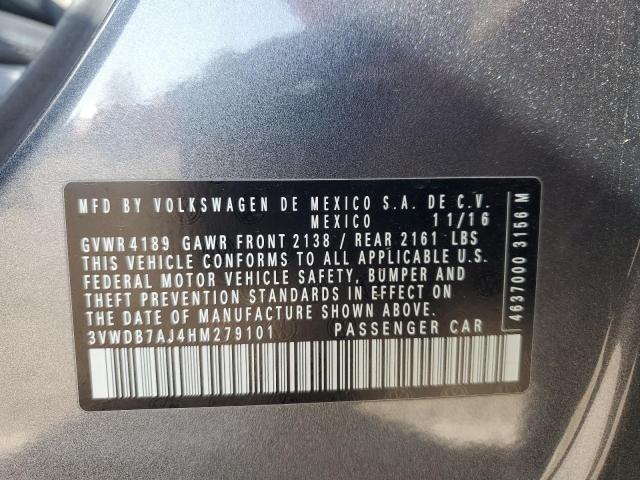 MFD BY VOLKSWAGEN DE MEXICO S.A. DE C.V.
MEXICO 11/16
GVWR 4189 GAWR FRONT 2138 / REAR 2161 LBS
THIS VEHICLE CONFORMS TO ALL APPLICABLE U.S.
FEDERAL MOTOR VEHICLE SAFETY, BUMPER AND
THEFT PREVENTION STANDARDS IN EFFECT ON
THE DATE OF MANUFACTURE SHOWN ABOVE.
3VWDB7AJ4HM279101 PASSENGER CAR
4637000 3156 M